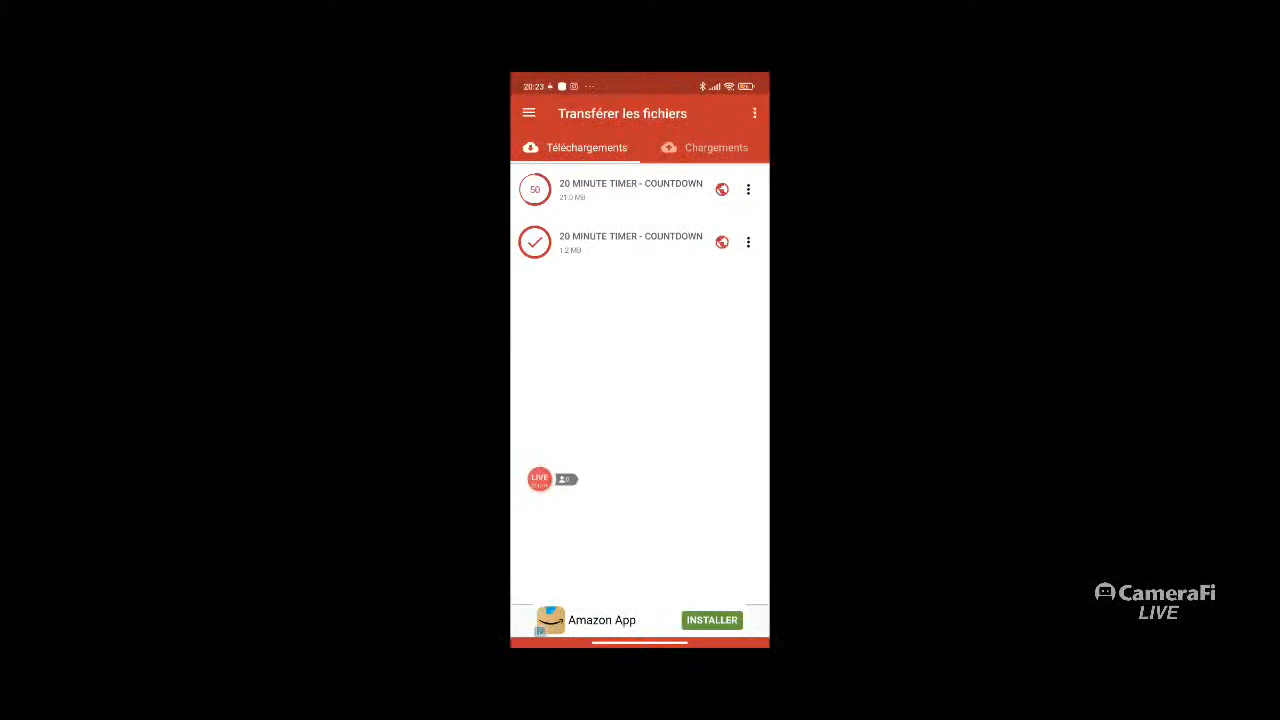 20:23
Transférer les fichiers
Téléchargements
Chargements
50
20 MINUTE TIMER - COUNTDOWN
21.0 MB
20 MINUTE TIMER - COUNTDOWN
1.2 MB
LIVE
0
CameraFi
LIVE
Amazon App
INSTALLER